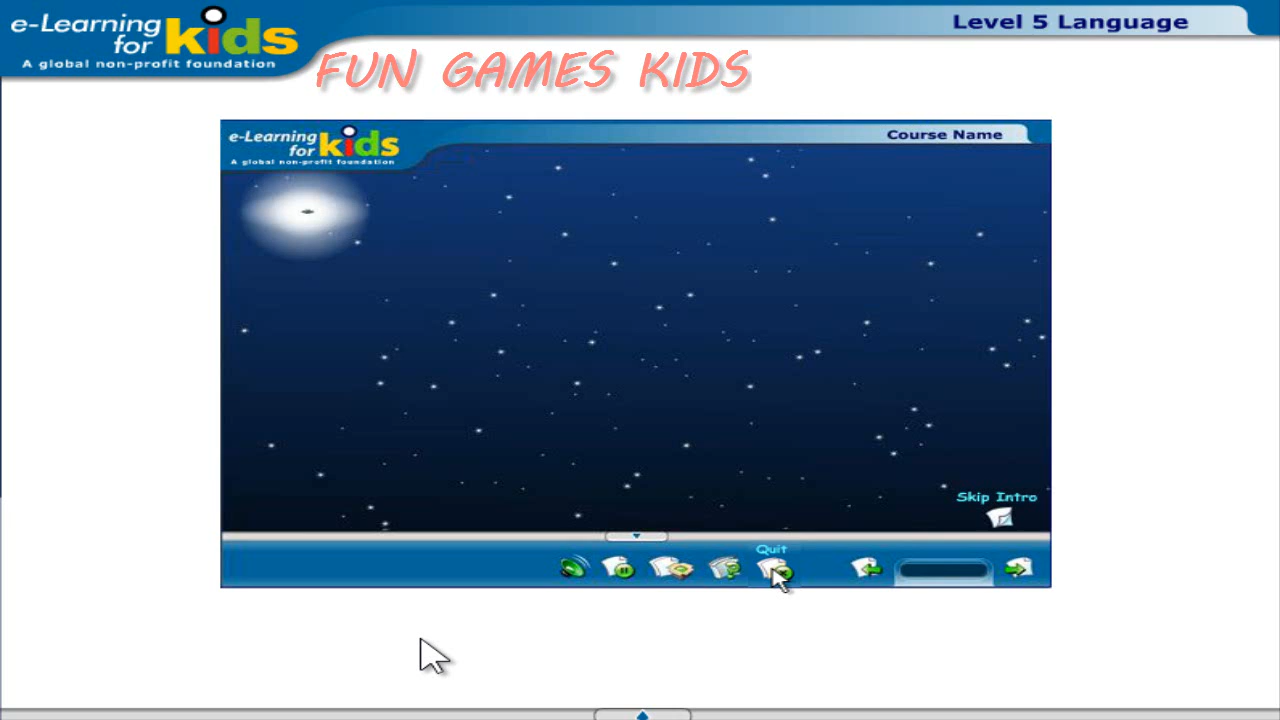 e-Learning
for kids
A global non-profit foundation
Level 5 Language
FUN GAMES KIDS
e-Learning
for kids
A global non-profit foundation
Course Name
Skip Intro
Quit